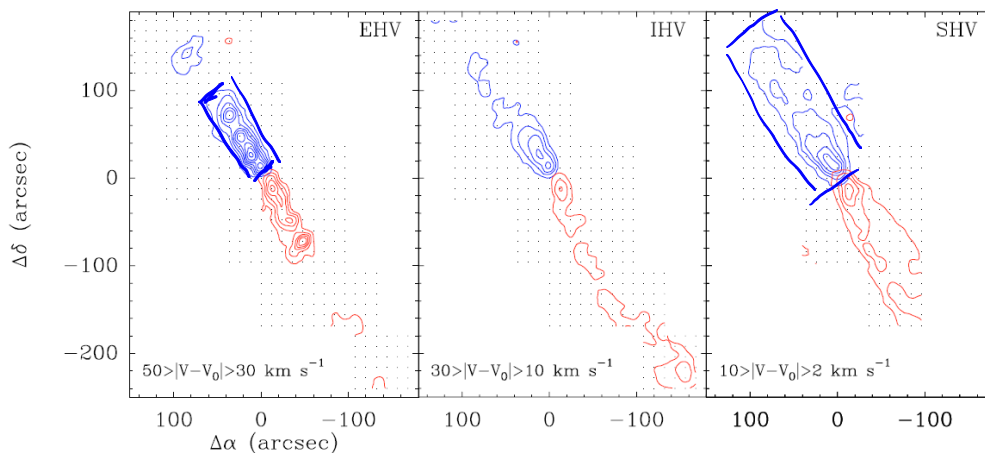 EHV
IHV
SHV
100
0
−100
−200
Δδ (arcsec)
50>|V−V₀|>30 km s⁻¹
30>|V−V₀|>10 km s⁻¹
10>|V−V₀|>2 km s⁻¹
100 0 −100
100 0 −100
100 0 −100
Δα (arcsec)